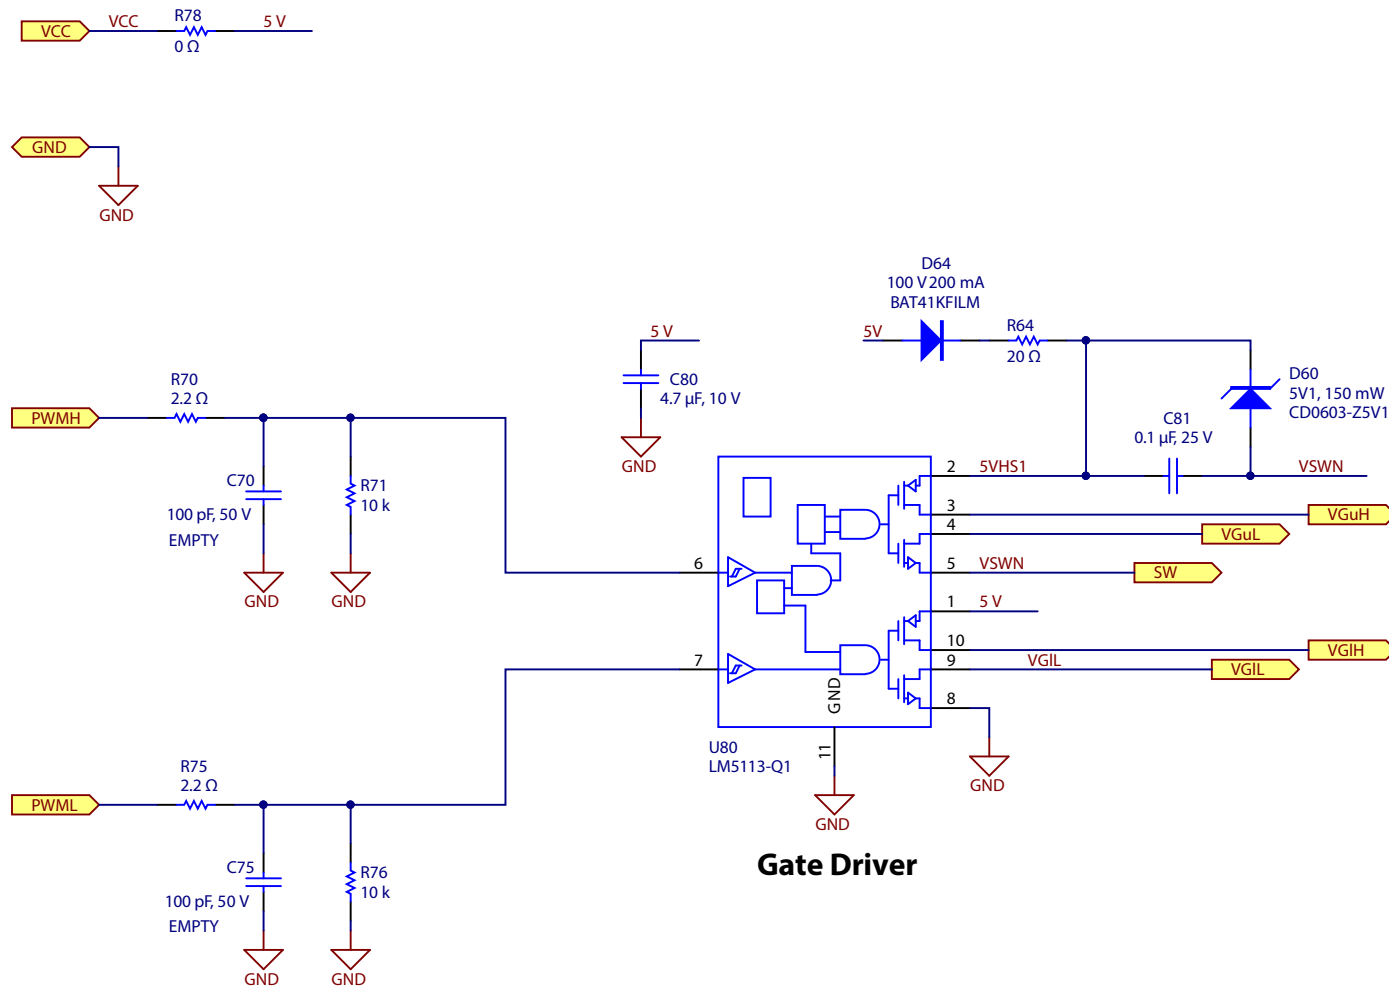 VCC
VCC
R78
0 Ω
5 V
GND
GND
D64
100 V 200 mA
BAT41KFILM
5V
R64
20 Ω
5 V
C80
4.7 µF, 10 V
GND
D60
5V1, 150 mW
CD0603-Z5V1
C81
0.1 µF, 25 V
VSWN
PWMH
R70
2.2 Ω
C70
100 pF, 50 V
EMPTY
GND
R71
10 k
GND
2
5VHS1
3
VGuH
4
VGuL
5
VSWN
SW
6
1
5 V
10
VGlH
7
9
VGlL
VGlL
8
GND
GND
11
GND
U80
LM5113-Q1
PWML
R75
2.2 Ω
C75
100 pF, 50 V
EMPTY
GND
R76
10 k
GND
Gate Driver